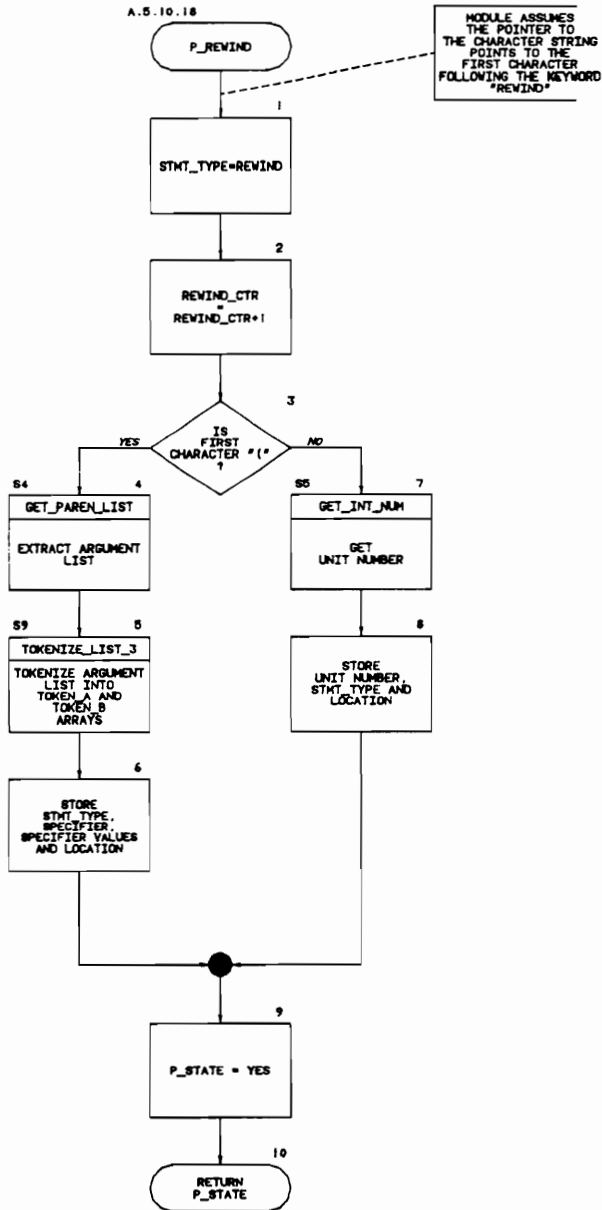 A.5.10.18
P_REWIND
MODULE ASSUMES
THE POINTER TO
THE CHARACTER STRING
POINTS TO THE
FIRST CHARACTER
FOLLOWING THE KEYWORD
"REWIND"
1
STMT_TYPE=REWIND
2
REWIND_CTR
=
REWIND_CTR+1
3
IS
FIRST
CHARACTER "("
?
YES
NO
S4 4
GET_PAREN_LIST
EXTRACT ARGUMENT
LIST
S5 7
GET_INT_NUM
GET
UNIT NUMBER
S9 5
TOKENIZE_LIST_3
TOKENIZE ARGUMENT
LIST INTO
TOKEN_A AND
TOKEN_B
ARRAYS
8
STORE
UNIT NUMBER,
STMT_TYPE AND
LOCATION
6
STORE
STMT_TYPE,
SPECIFIER,
SPECIFIER VALUES
AND LOCATION
9
P_STATE = YES
10
RETURN
P_STATE